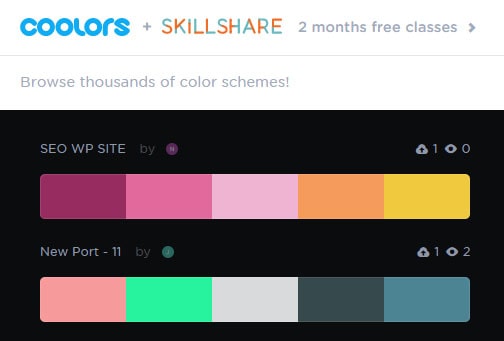 coolors + SKILLSHARE 2 months free classes
Browse thousands of color schemes!
SEO WP SITE by N 1 0
New Port - 11 by 1 2